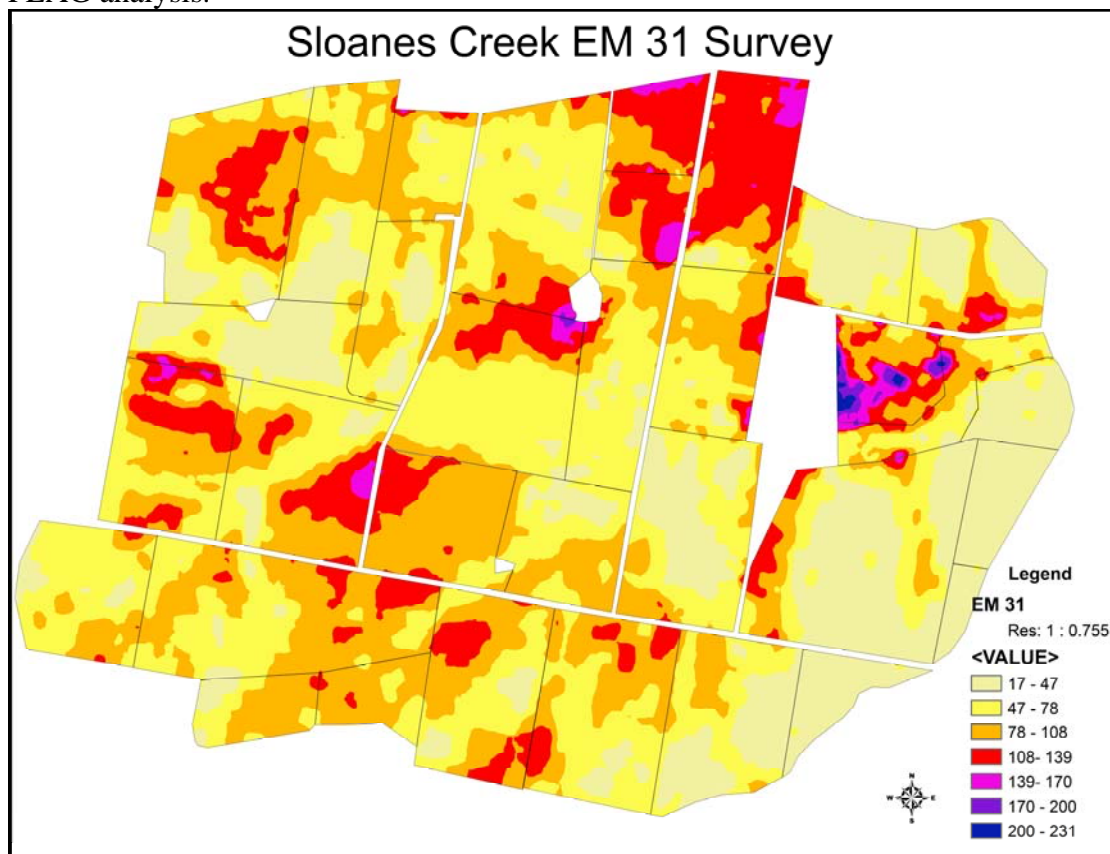 Sloanes Creek EM 31 Survey
Legend
EM 31
Res: 1 : 0.755
<VALUE>
17 - 47
47 - 78
78 - 108
108- 139
139- 170
170 - 200
200 - 231
N
W E
S